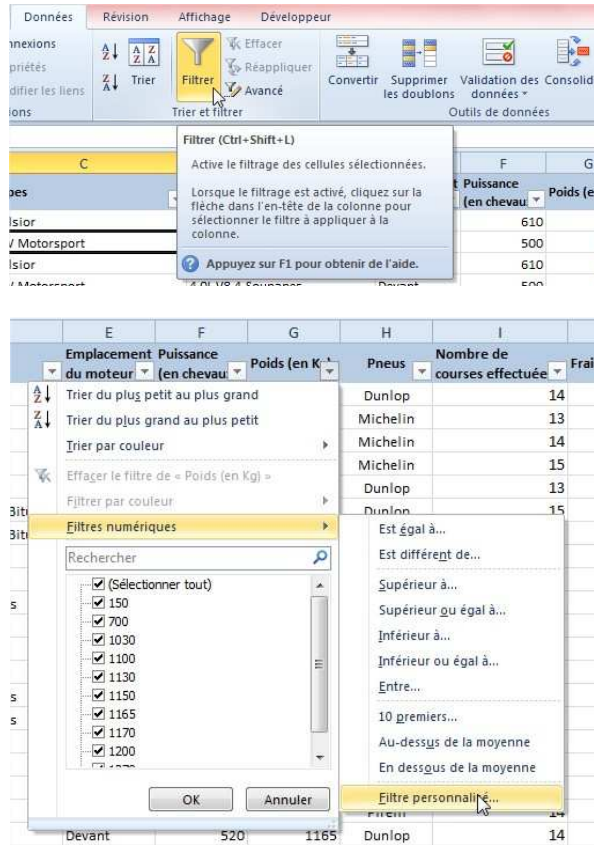 Données Révision Affichage Développeur
Effacer
Réappliquer
Avancé
Trier
Filtrer
Convertir
Supprimer
les doublons
Validation des
données
Consolid
difier les liens
Trier et filtrer
Outils de données
Filtrer (Ctrl+Shift+L)
Active le filtrage des cellules sélectionnées.
Lorsque le filtrage est activé, cliquez sur la
flèche dans l'en-tête de la colonne pour
sélectionner le filtre à appliquer à la
colonne.
Appuyez sur F1 pour obtenir de l'aide.
C F G
Puissance
(en chevau
Poids (e
lsior 610
/ Motorsport 500
lsior 610
E F G H I
Emplacement
du moteur
Puissance
(en chevau
Poids (en K
Pneus
Nombre de
courses effectuée
Frai
Trier du plus petit au plus grand
Trier du plus grand au plus petit
Trier par couleur
Effacer le filtre de « Poids (en Kg) »
Filtrer par couleur
Filtres numériques
Rechercher
(Sélectionner tout)
150
700
1030
1100
1130
1150
1165
1170
1200
OK Annuler
Dunlop 14
Michelin 13
Michelin 14
Michelin 15
Dunlop 13
Dunlop 15
Est égal à...
Est différent de...
Supérieur à...
Supérieur ou égal à...
Inférieur à...
Inférieur ou égal à...
Entre...
10 premiers...
Au-dessus de la moyenne
En dessous de la moyenne
Filtre personnalisé...
Devant 520 1165 Dunlop 14